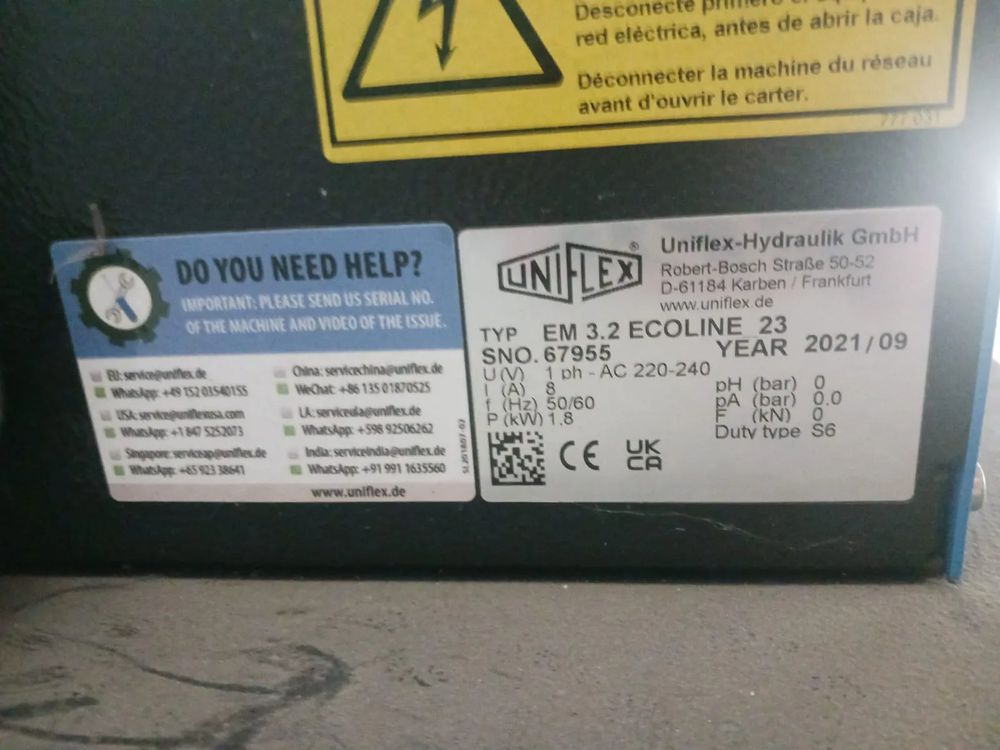 Desconecte
red eléctrica, antes de abrir la caja.
Déconnecter la machine du réseau
avant d'ouvrir le carter.
DO YOU NEED HELP?
IMPORTANT: PLEASE SEND US SERIAL NO.
OF THE MACHINE AND VIDEO OF THE ISSUE.
EU: service@uniflex.de
WhatsApp: +49 152 03540155
USA: service@uniflexusa.com
WhatsApp: +1 847 5252073
Singapore: serviceap@uniflex.de
WhatsApp: +65 923 38641
China: servicechina@uniflex.de
WeChat: +86 135 01870525
LA: serviceula@uniflex.de
WhatsApp: +598 92506262
India: serviceindia@uniflex.de
WhatsApp: +91 991 1635560
www.uniflex.de
UNIFLEX®
Uniflex-Hydraulik GmbH
Robert-Bosch Straße 50-52
D-61184 Karben / Frankfurt
www.uniflex.de
TYP EM 3.2 ECOLINE 23
SNO. 67955 YEAR 2021/09
U (V) 1 ph - AC 220-240
I (A) 8
f (Hz) 50/60
P (kW) 1.8
pH (bar) 0
pA (bar) 0.0
F (kN) 0
Duty type S6
CE
UK
CA